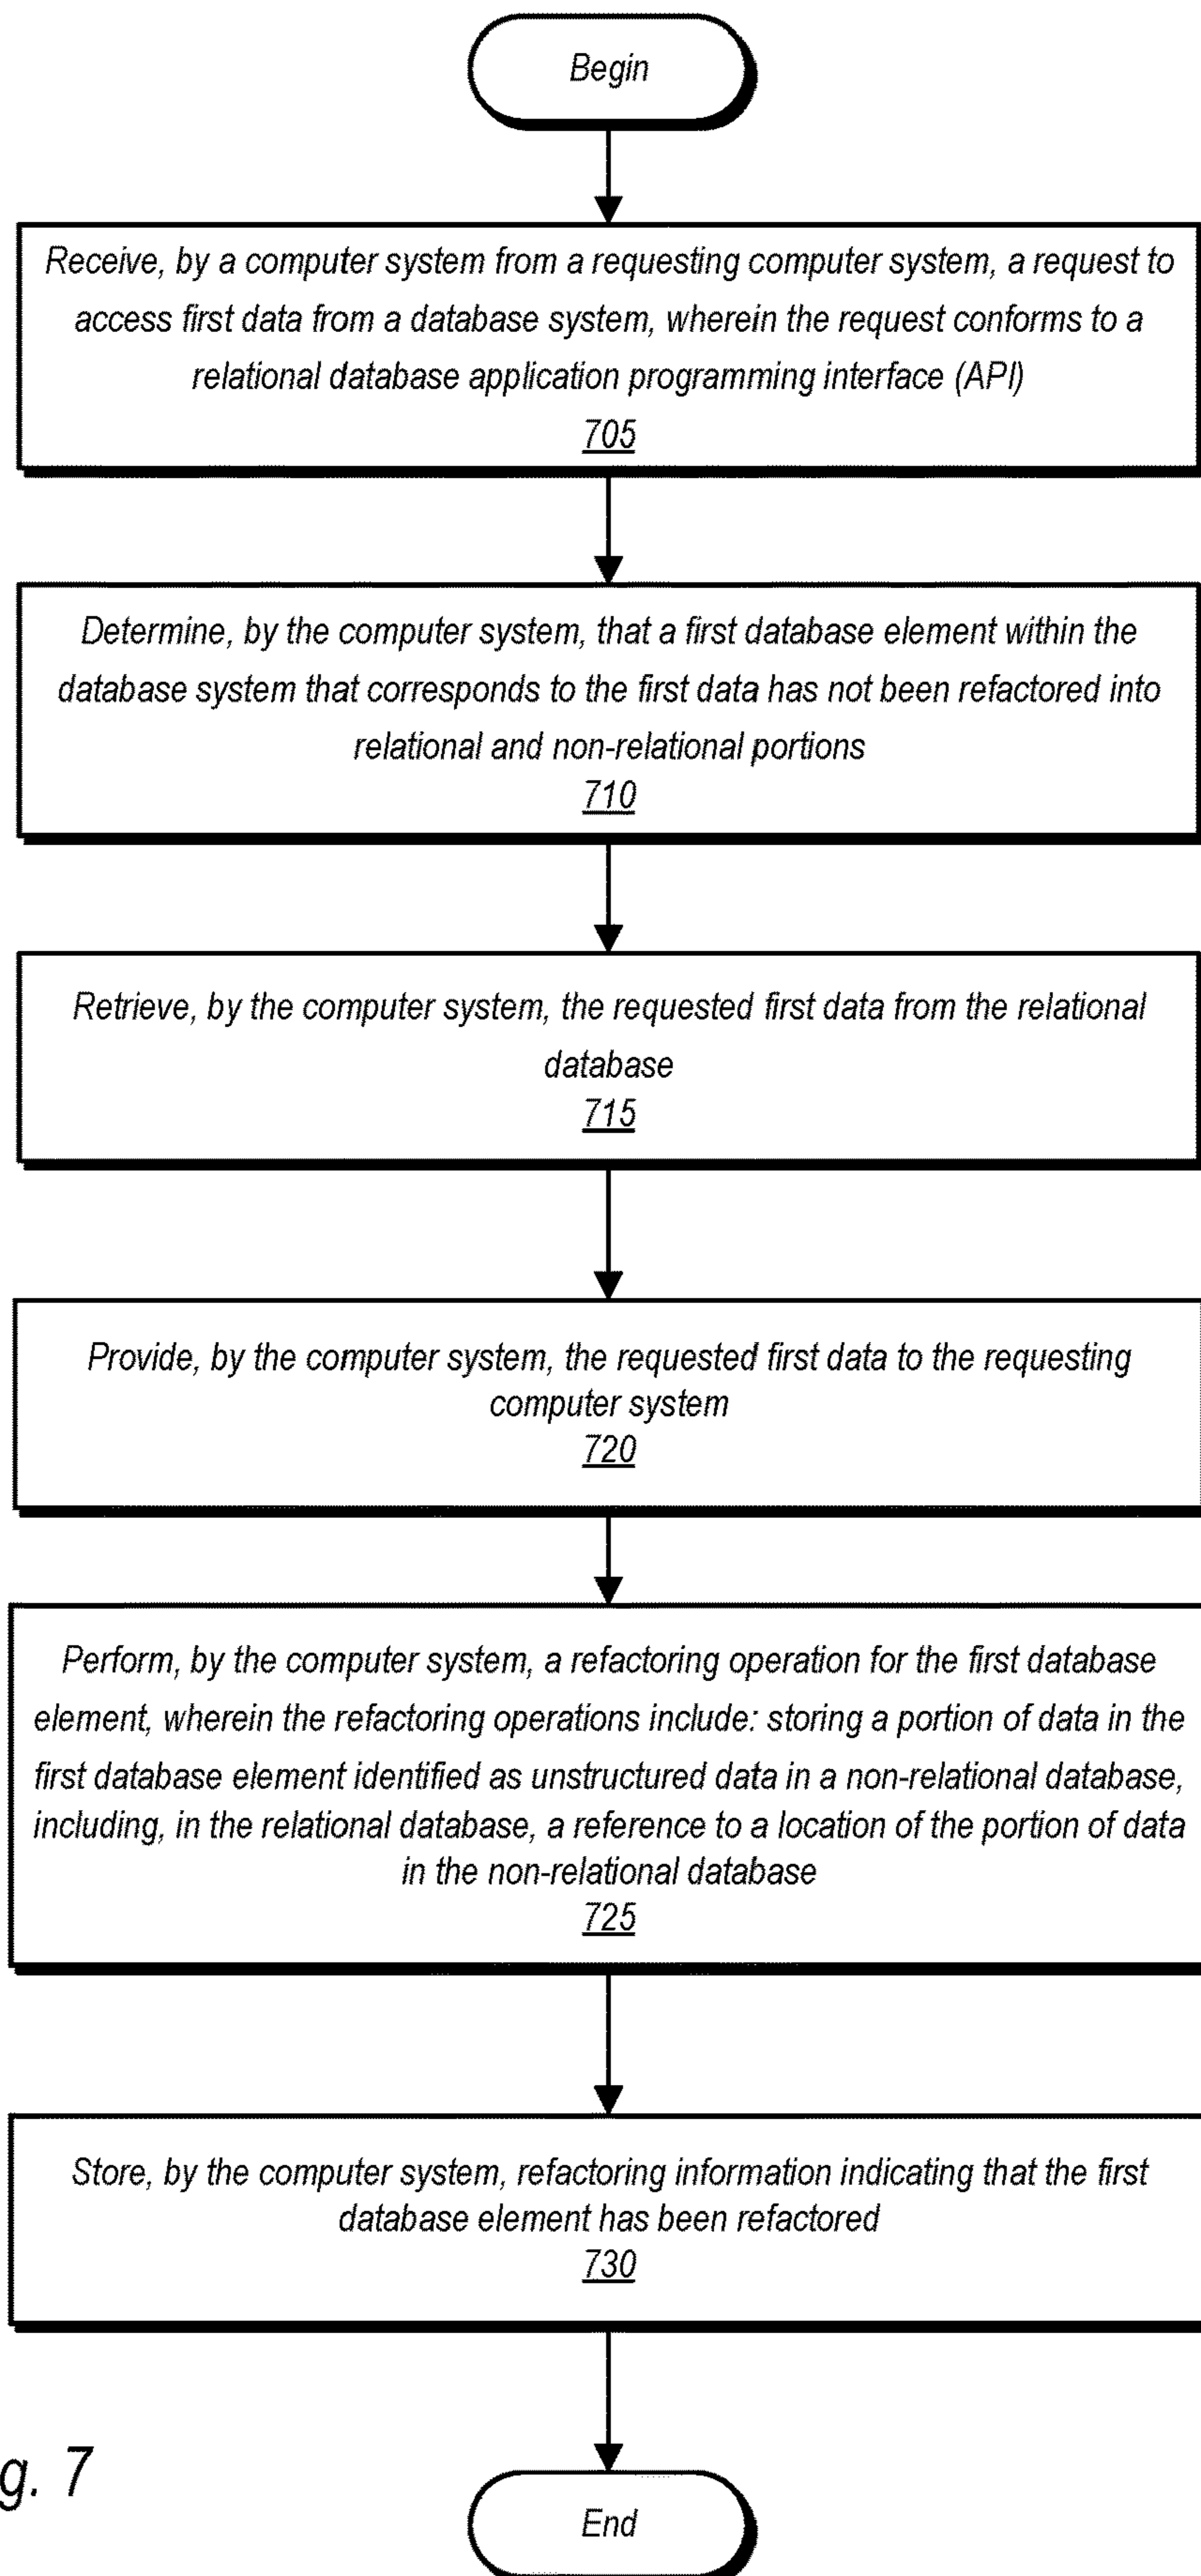 Begin
Receive, by a computer system from a requesting computer system, a request to
access first data from a database system, wherein the request conforms to a
relational database application programming interface (API)
705
Determine, by the computer system, that a first database element within the
database system that corresponds to the first data has not been refactored into
relational and non-relational portions
710
Retrieve, by the computer system, the requested first data from the relational
database
715
Provide, by the computer system, the requested first data to the requesting
computer system
720
Perform, by the computer system, a refactoring operation for the first database
element, wherein the refactoring operations include: storing a portion of data in the
first database element identified as unstructured data in a non-relational database,
including, in the relational database, a reference to a location of the portion of data
in the non-relational database
725
Store, by the computer system, refactoring information indicating that the first
database element has been refactored
730
g. 7
End